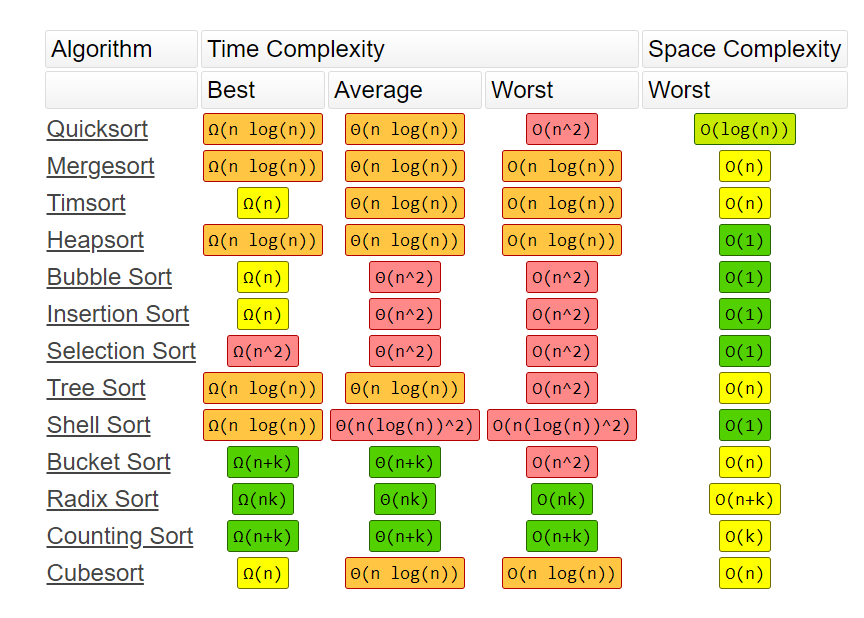 Algorithm Time Complexity Space Complexity
Best Average Worst Worst
Quicksort Ω(n log(n)) Θ(n log(n)) O(n^2) O(log(n))
Mergesort Ω(n log(n)) Θ(n log(n)) O(n log(n)) O(n)
Timsort Ω(n) Θ(n log(n)) O(n log(n)) O(n)
Heapsort Ω(n log(n)) Θ(n log(n)) O(n log(n)) O(1)
Bubble Sort Ω(n) Θ(n^2) O(n^2) O(1)
Insertion Sort Ω(n) Θ(n^2) O(n^2) O(1)
Selection Sort Ω(n^2) Θ(n^2) O(n^2) O(1)
Tree Sort Ω(n log(n)) Θ(n log(n)) O(n^2) O(n)
Shell Sort Ω(n log(n)) Θ(n(log(n))^2) O(n(log(n))^2) O(1)
Bucket Sort Ω(n+k) Θ(n+k) O(n^2) O(n)
Radix Sort Ω(nk) Θ(nk) O(nk) O(n+k)
Counting Sort Ω(n+k) Θ(n+k) O(n+k) O(k)
Cubesort Ω(n) Θ(n log(n)) O(n log(n)) O(n)